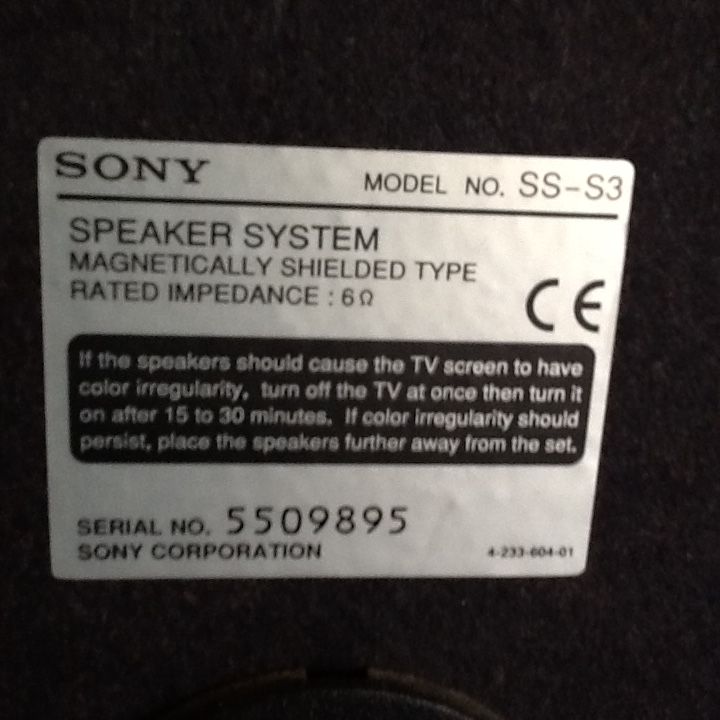 SONY
MODEL NO. SS-S3
SPEAKER SYSTEM
MAGNETICALLY SHIELDED TYPE
RATED IMPEDANCE : 6Ω
CE
If the speakers should cause the TV screen to have
color irregularity, turn off the TV at once then turn it
on after 15 to 30 minutes. If color irregularity should
persist, place the speakers further away from the set.
SERIAL NO. 5509895
SONY CORPORATION
4-233-604-01